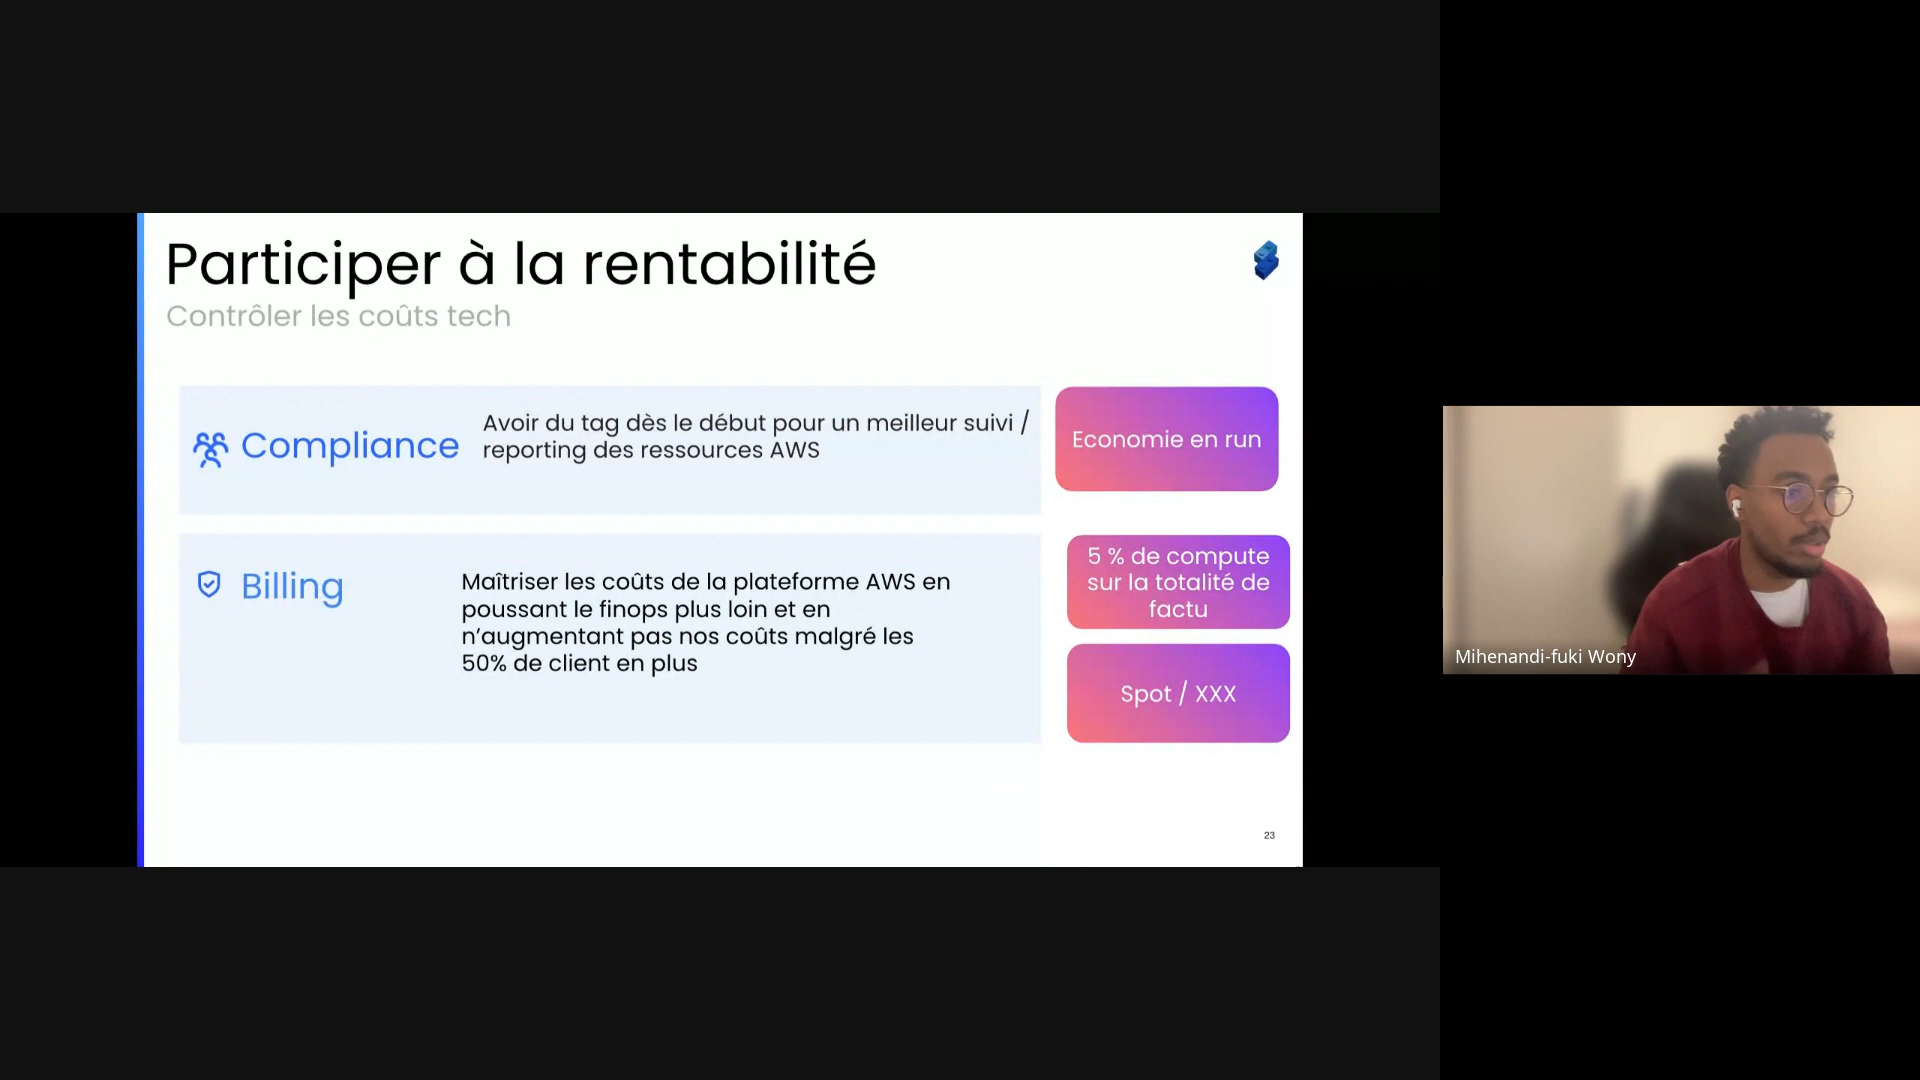 Participer à la rentabilité
Contrôler les coûts tech
Compliance
Avoir du tag dès le début pour un meilleur suivi /
reporting des ressources AWS
Economie en run
Billing
Maîtriser les coûts de la plateforme AWS en
poussant le finops plus loin et en
n’augmentant pas nos coûts malgré les
50% de client en plus
5 % de compute
sur la totalité de
factu
Spot / XXX
23
Mihenandi-fuki Wony